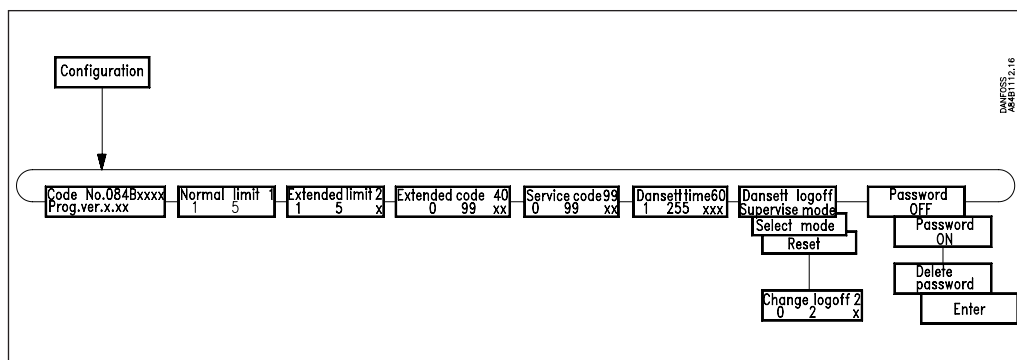 Configuration
DANFOSS
A84B1112.16
Code No.084Bxxxx
Prog.ver.x.xx
Normal limit 1
1 5
Extended limit 2
1 5 x
Extended code 40
0 99 xx
Service code 99
0 99 xx
Dansett time 60
1 255 xxx
Dansett logoff
Supervise mode
Select mode
Reset
Change logoff 2
0 2 x
Password
OFF
Password
ON
Delete
password
Enter